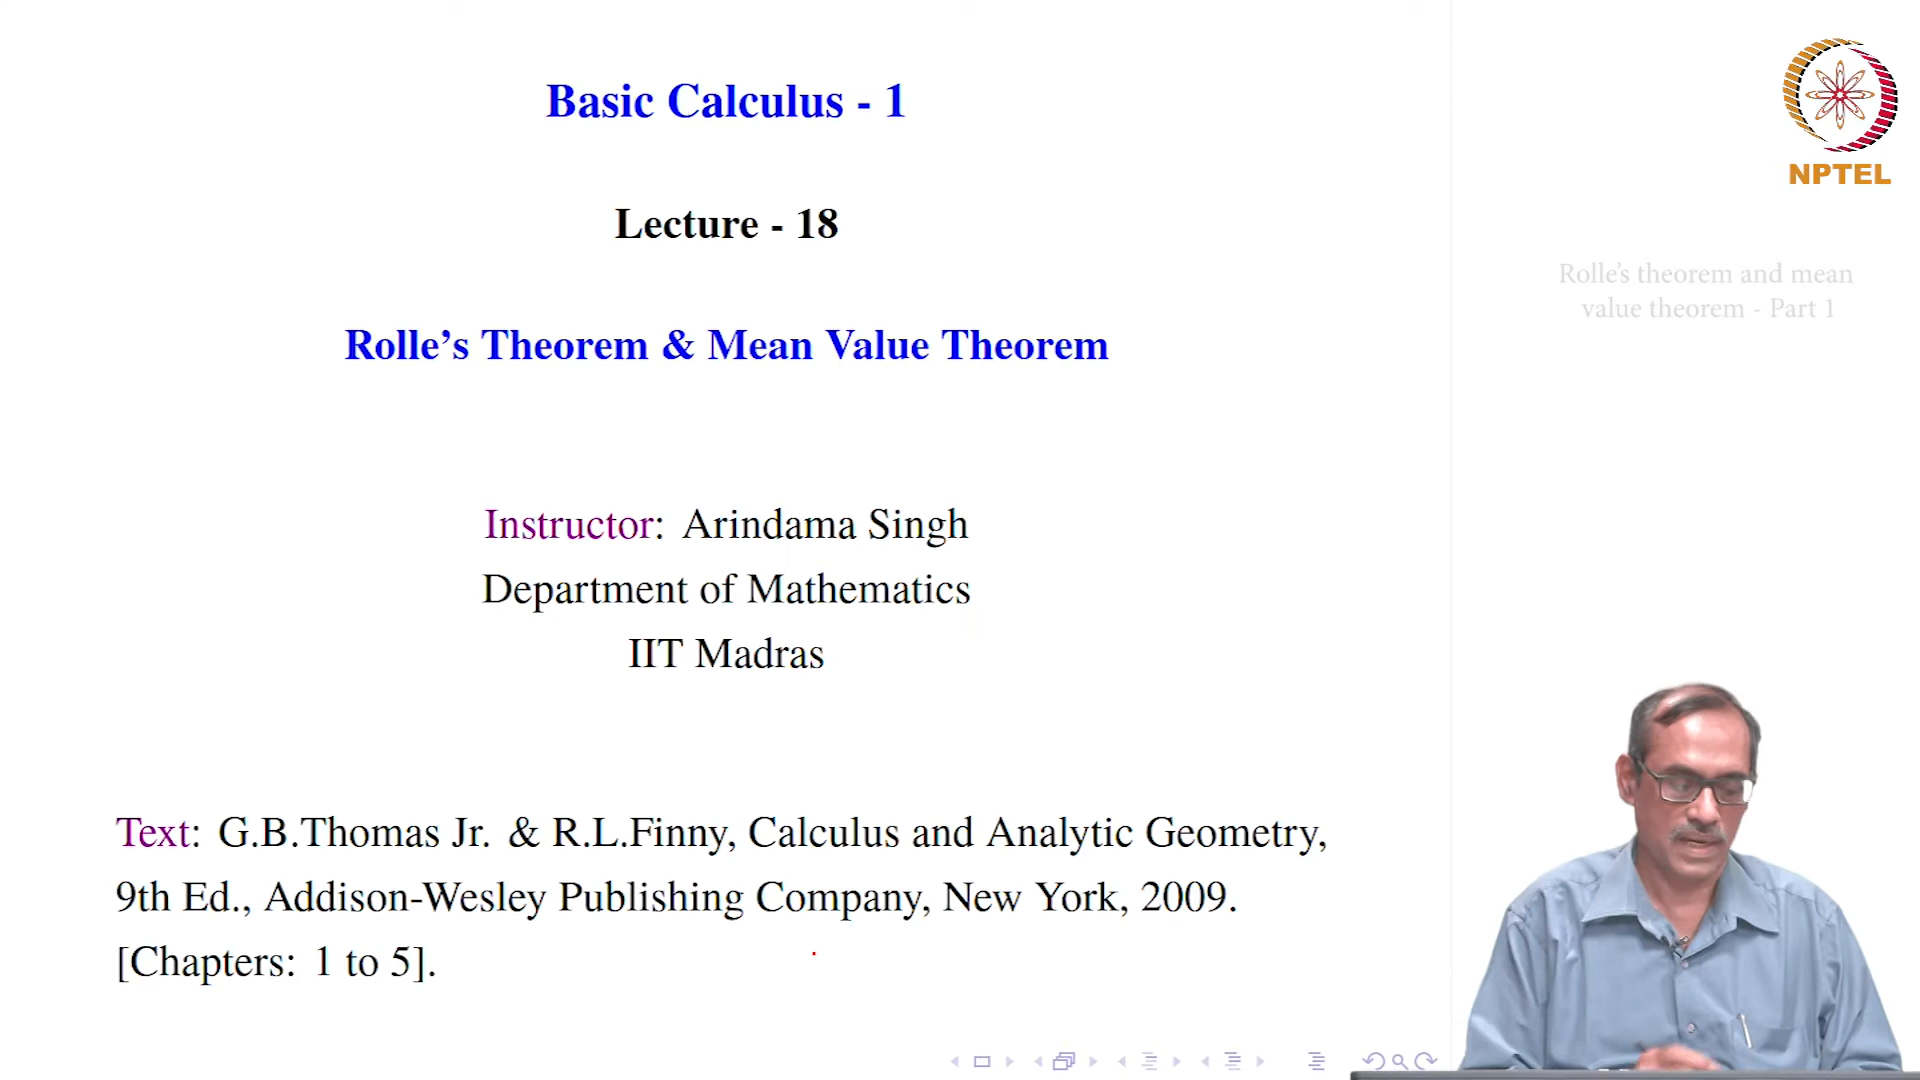 Basic Calculus - 1
Lecture - 18
Rolle's Theorem & Mean Value Theorem
Instructor: Arindama Singh
Department of Mathematics
IIT Madras
Text: G.B.Thomas Jr. & R.L.Finny, Calculus and Analytic Geometry,
9th Ed., Addison-Wesley Publishing Company, New York, 2009.
[Chapters: 1 to 5].
NPTEL
Rolle's theorem and mean
value theorem - Part 1